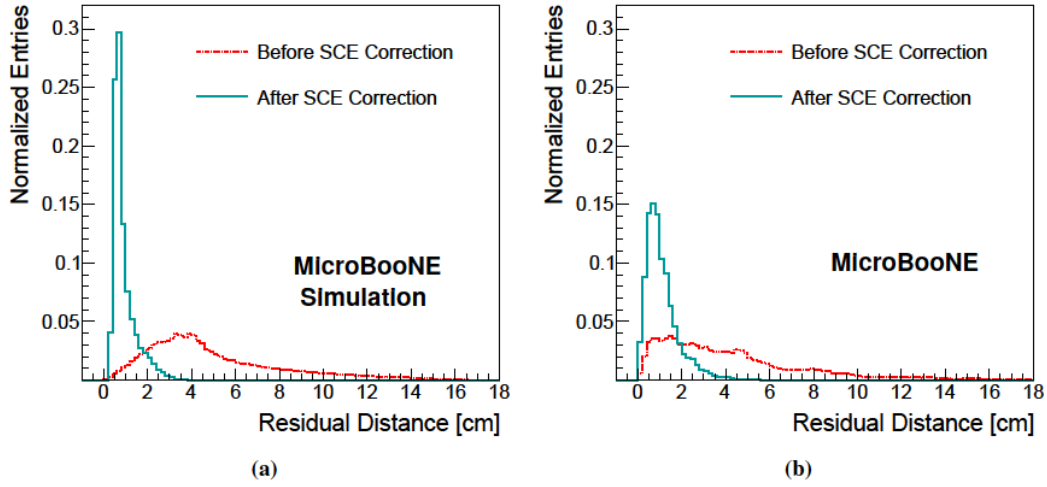 Normalized Entries
0.3
0.25
0.2
0.15
0.1
0.05
Before SCE Correction
After SCE Correction
MicroBooNE
Simulation
0 2 4 6 8 10 12 14 16 18
Residual Distance [cm]
(a)
Normalized Entries
0.3
0.25
0.2
0.15
0.1
0.05
Before SCE Correction
After SCE Correction
MicroBooNE
0 2 4 6 8 10 12 14 16 18
Residual Distance [cm]
(b)